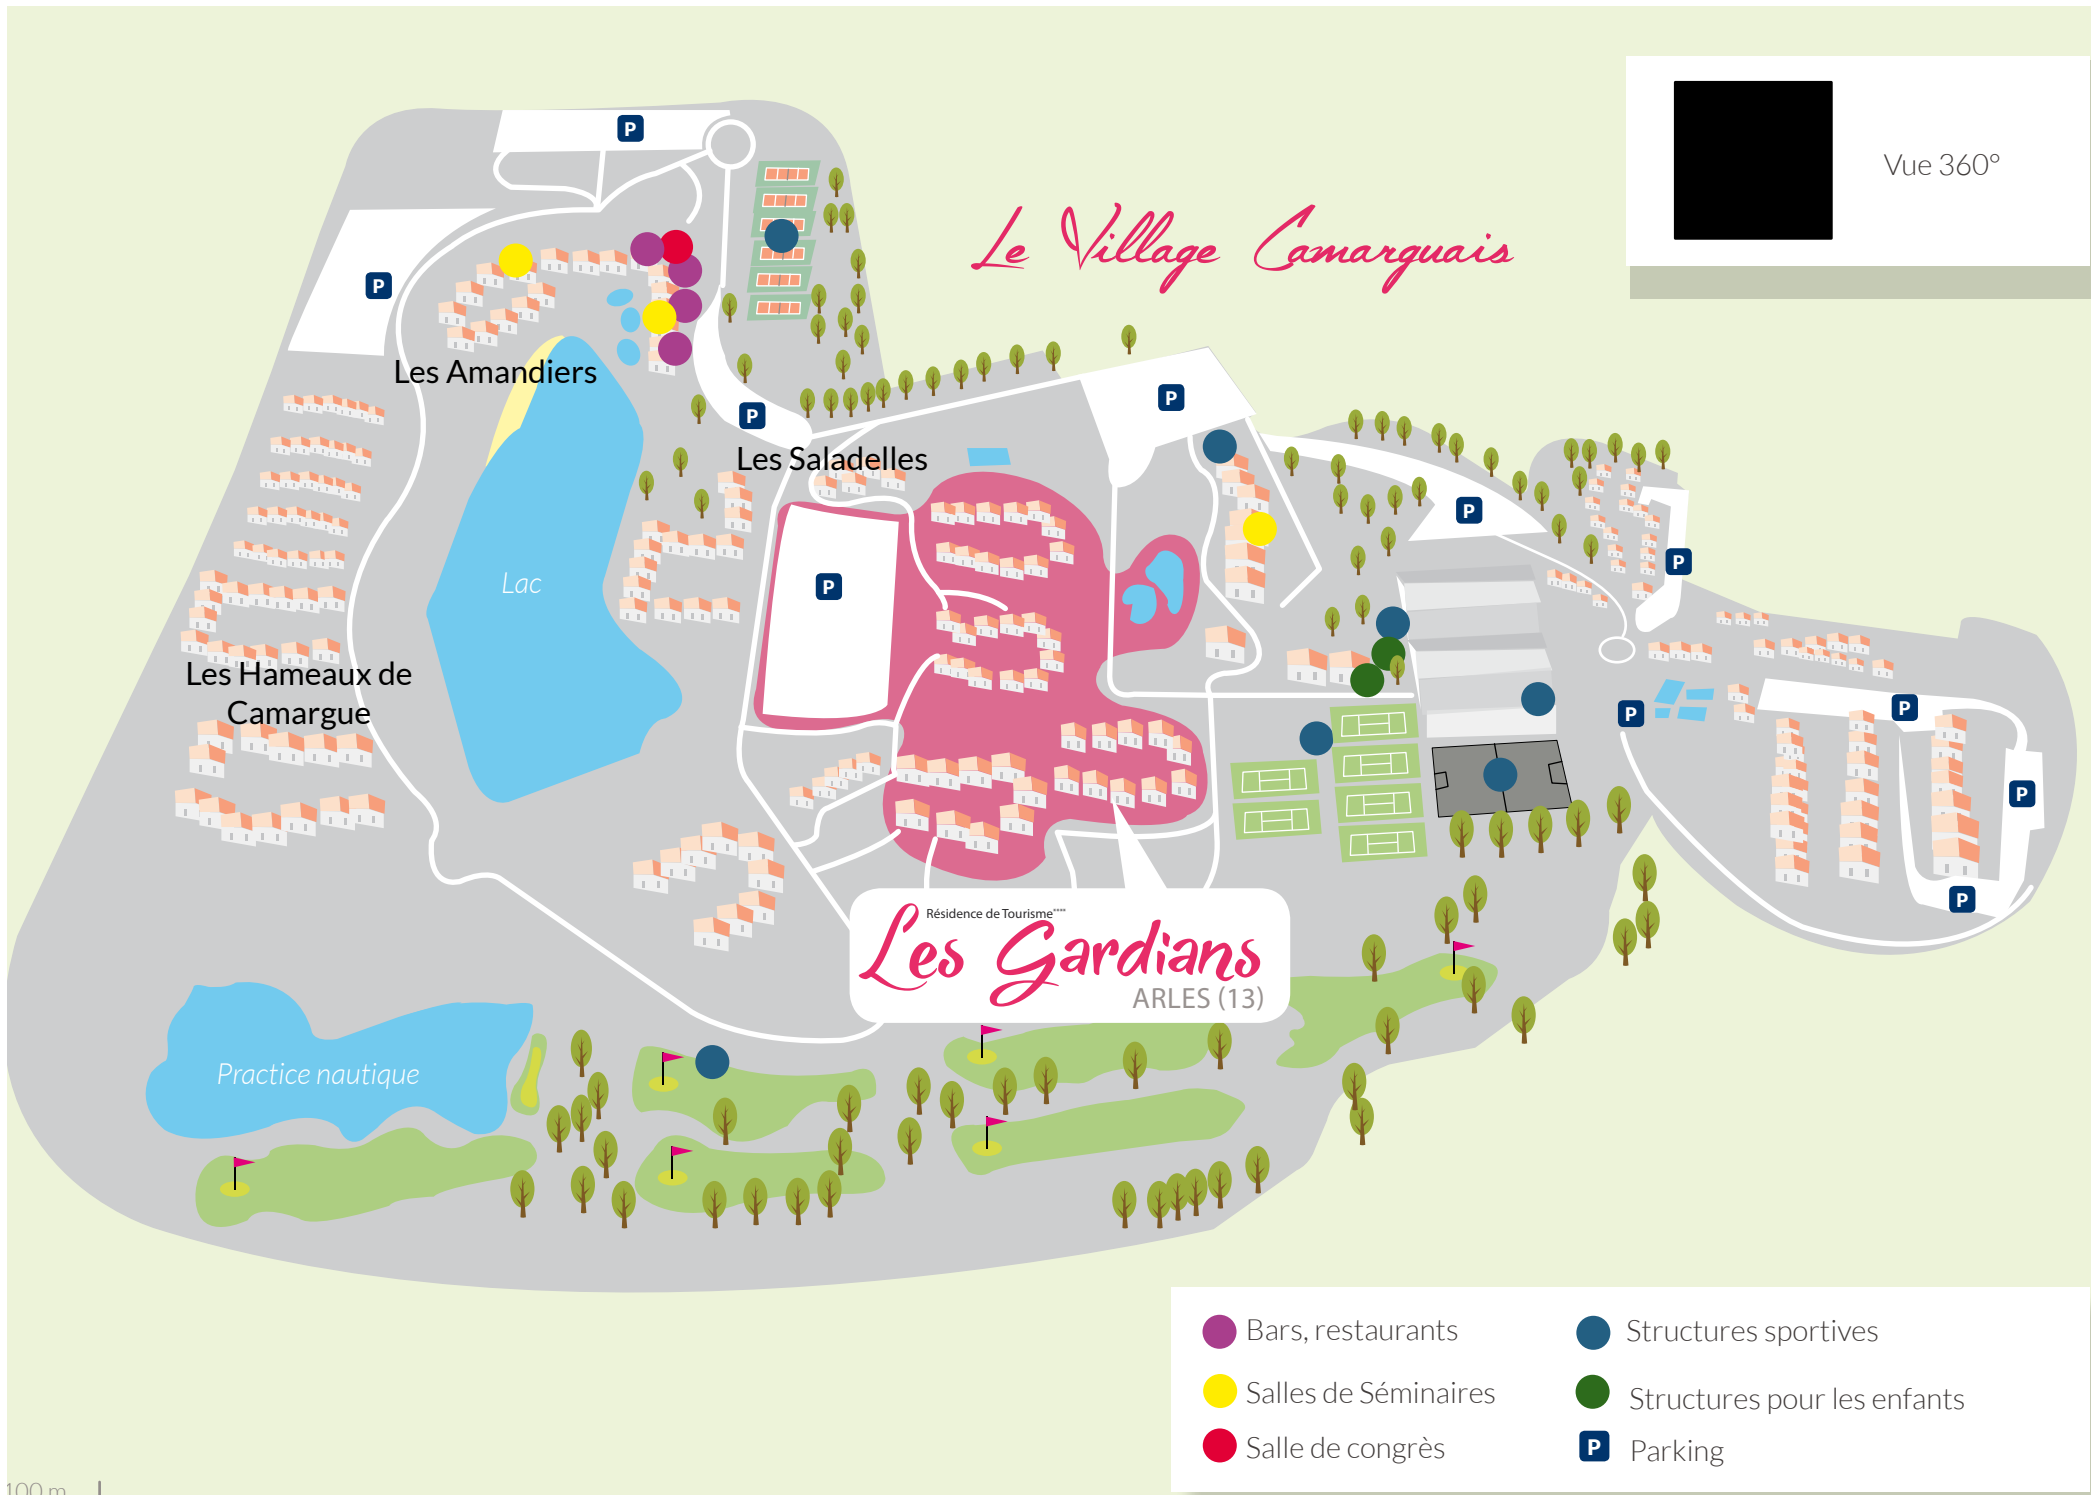 P
Le Village Camarguais
Vue 360°
P
P
Les Amandiers
P
P
Les Saladelles
P
P
P
Lac
P
Les Hameaux de
Camargue
P
P
P
P
Résidence de Tourisme****
Les Gardians
ARLES (13)
Practice nautique
Bars, restaurants
Structures sportives
Salles de Séminaires
Structures pour les enfants
Salle de congrès
P Parking
100 m